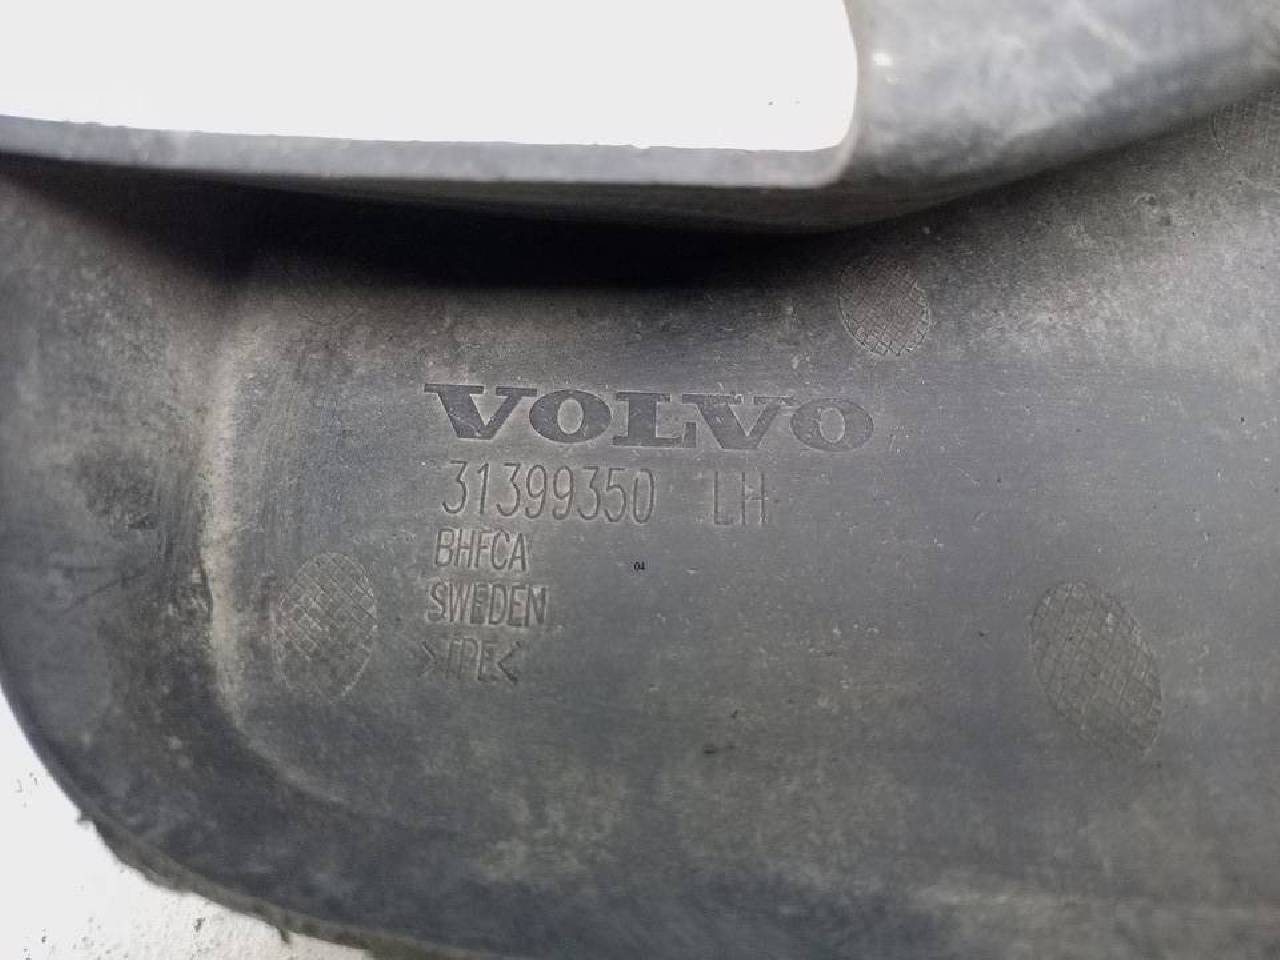 VOLVO
31399350 LH
BHFCA
SWEDEN
>TPE<